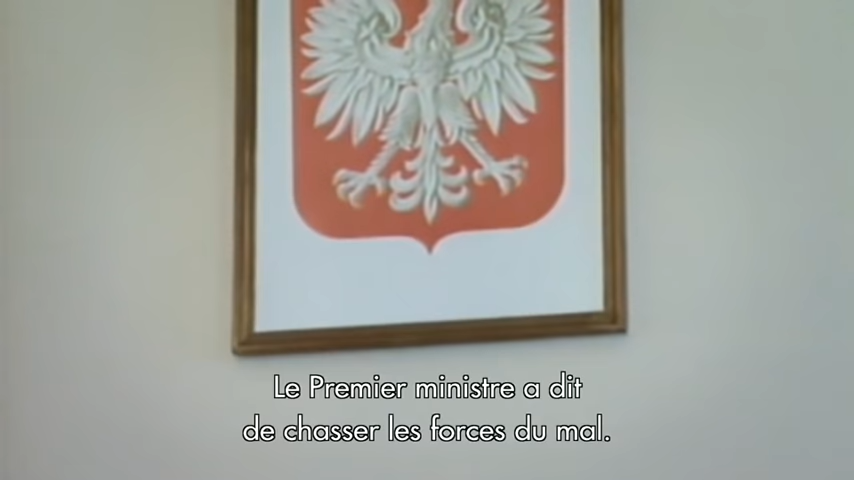 Le Premier ministre a dit
de chasser les forces du mal.